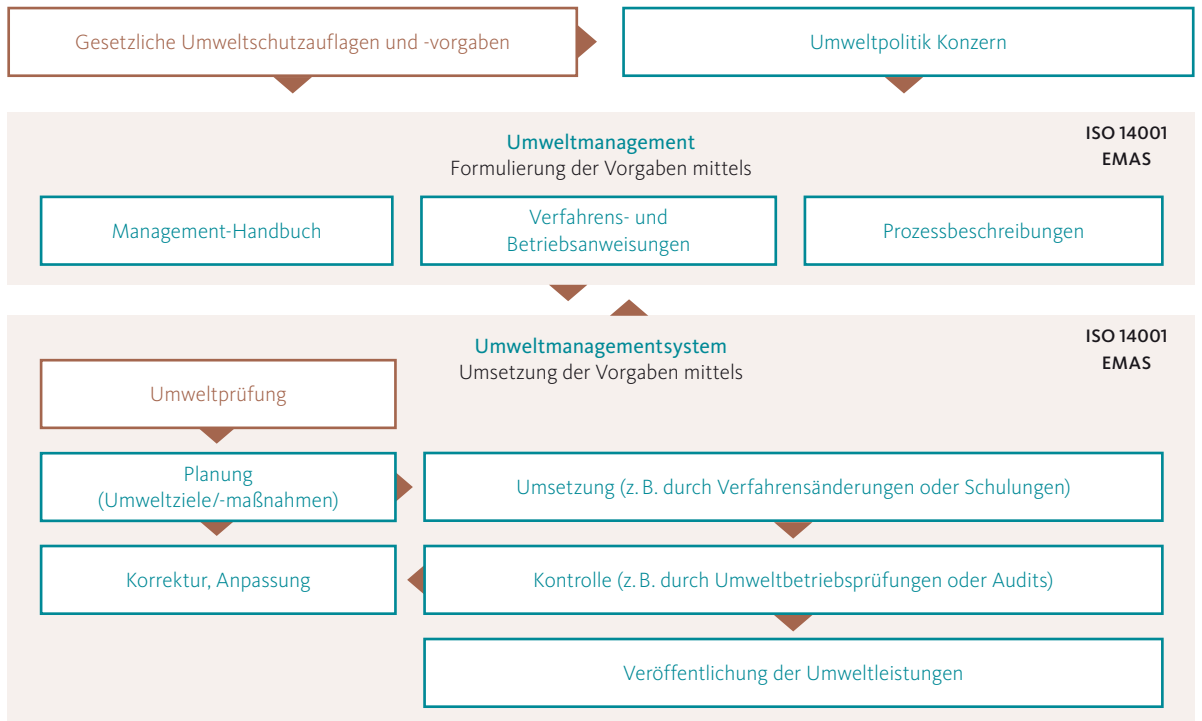 Gesetzliche Umweltschutzauflagen und -vorgaben
Umweltpolitik Konzern
Umweltmanagement
Formulierung der Vorgaben mittels
ISO 14001
EMAS
Management-Handbuch
Verfahrens- und
Betriebsanweisungen
Prozessbeschreibungen
Umweltmanagementsystem
Umsetzung der Vorgaben mittels
ISO 14001
EMAS
Umweltprüfung
Planung
(Umweltziele/-maßnahmen)
Umsetzung (z. B. durch Verfahrensänderungen oder Schulungen)
Korrektur, Anpassung
Kontrolle (z. B. durch Umweltbetriebsprüfungen oder Audits)
Veröffentlichung der Umweltleistungen